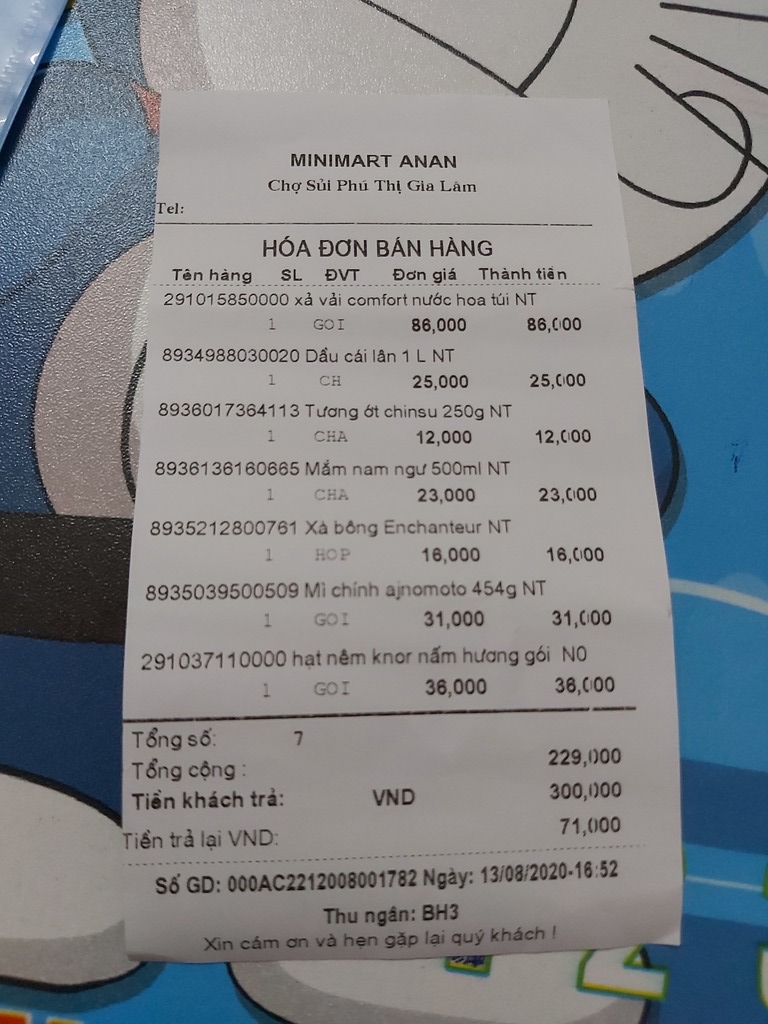 MINIMART ANAN
Chợ Sủi Phú Thị Gia Lâm
Tel:
HÓA ĐƠN BÁN HÀNG
Tên hàng SL ĐVT Đơn giá Thành tiền
291015850000 xả vải comfort nước hoa túi NT
1 GOI 86,000 86,000
8934988030020 Dầu cái lân 1 L NT
1 CH 25,000 25,000
8936017364113 Tương ớt chinsu 250g NT
1 CHA 12,000 12,000
8936136160665 Mắm nam ngư 500ml NT
1 CHA 23,000 23,000
8935212800761 Xà bông Enchanteur NT
1 HOP 16,000 16,000
8935039500509 Mì chính ajnomoto 454g NT
1 GOI 31,000 31,000
291037110000 hạt nêm knor nấm hương gói N0
1 GOI 36,000 36,000
Tổng số: 7
Tổng cộng : 229,000
Tiền khách trả: VND 300,000
Tiền trả lại VND: 71,000
Số GD: 000AC2212008001782 Ngày: 13/08/2020-16:52
Thu ngân: BH3
Xin cám ơn và hẹn gặp lại quý khách !